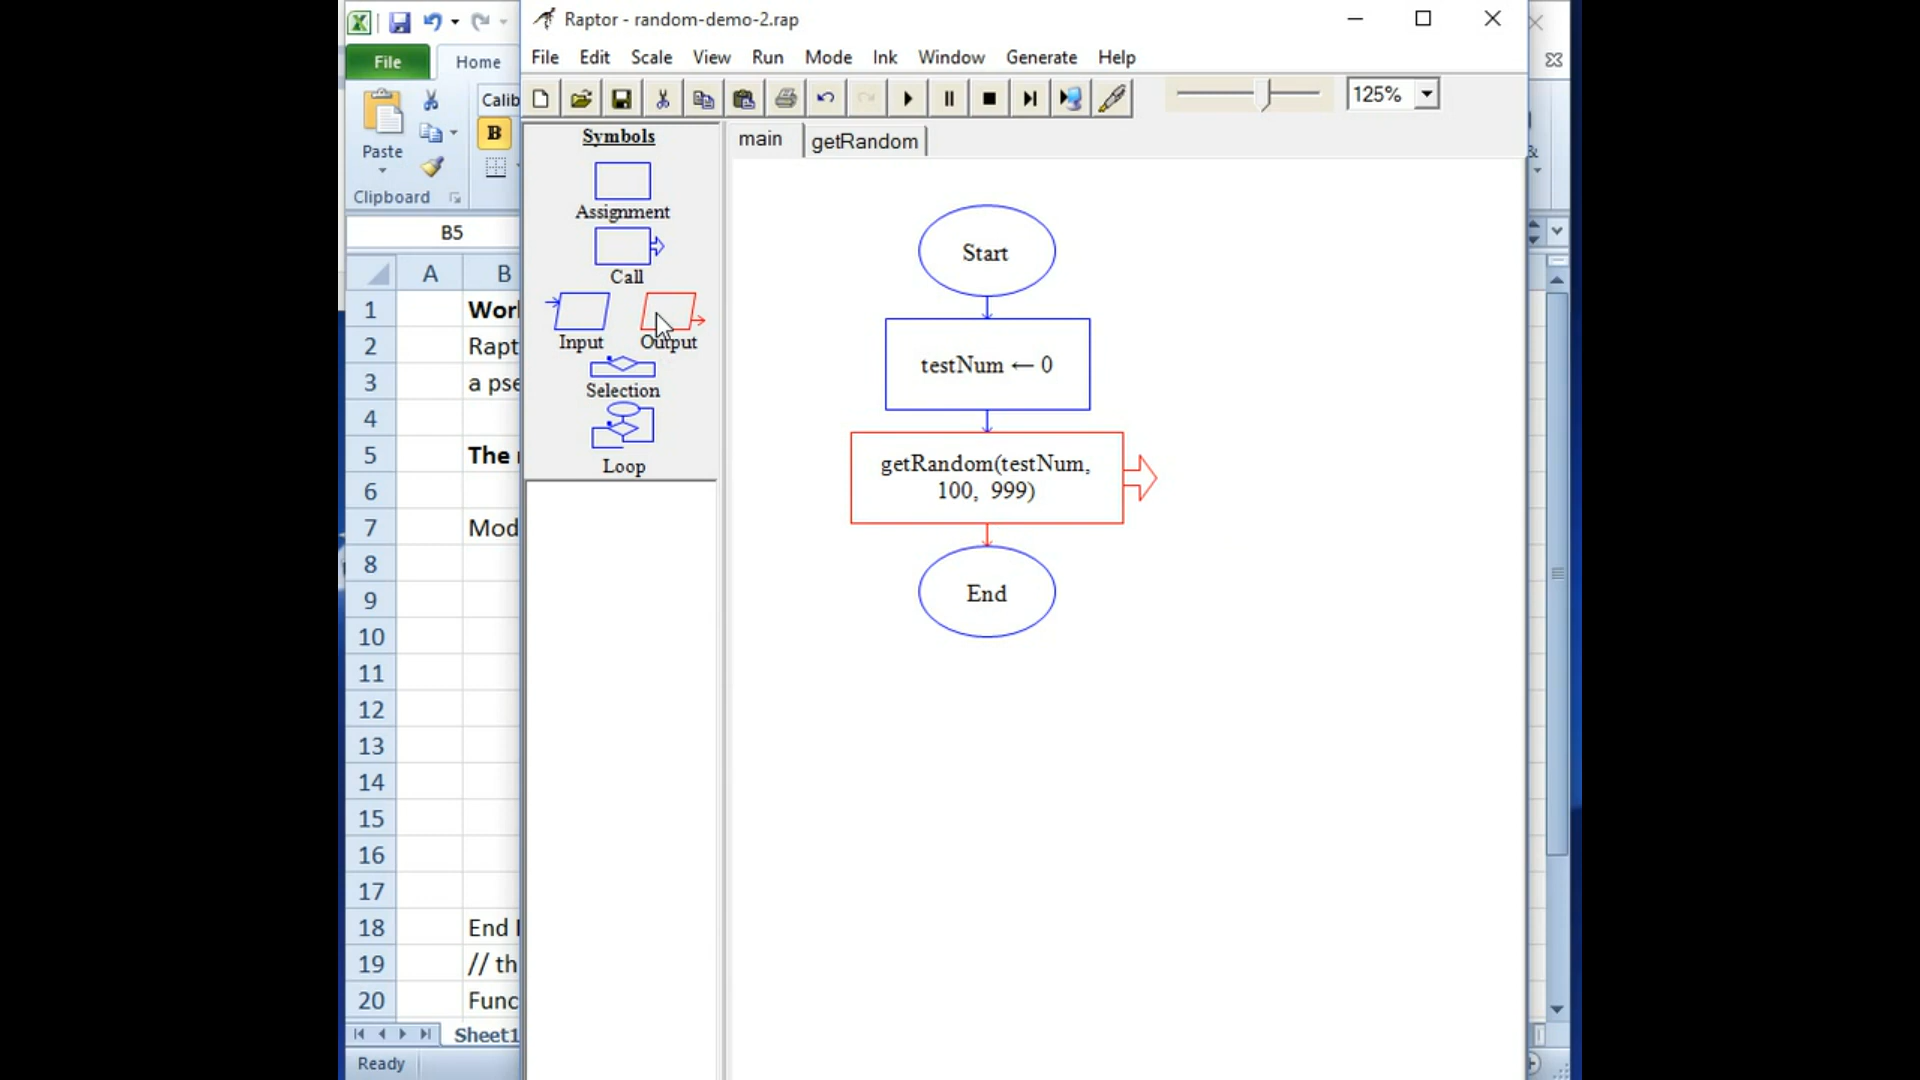 Raptor - random-demo-2.rap
File Edit Scale View Run Mode Ink Window Generate Help
125%
File Home
Calib
Paste
B
Clipboard
B5
A B
1 Worl
2 Rapt
3 a pse
4
5 The
6
7 Mod
8
9
10
11
12
13
14
15
16
17
18 End
19 // th
20 Func
Sheet1
Ready
Symbols
Assignment
Call
Input Output
Selection
Loop
main getRandom
Start
testNum ← 0
getRandom(testNum,
100, 999)
End
&